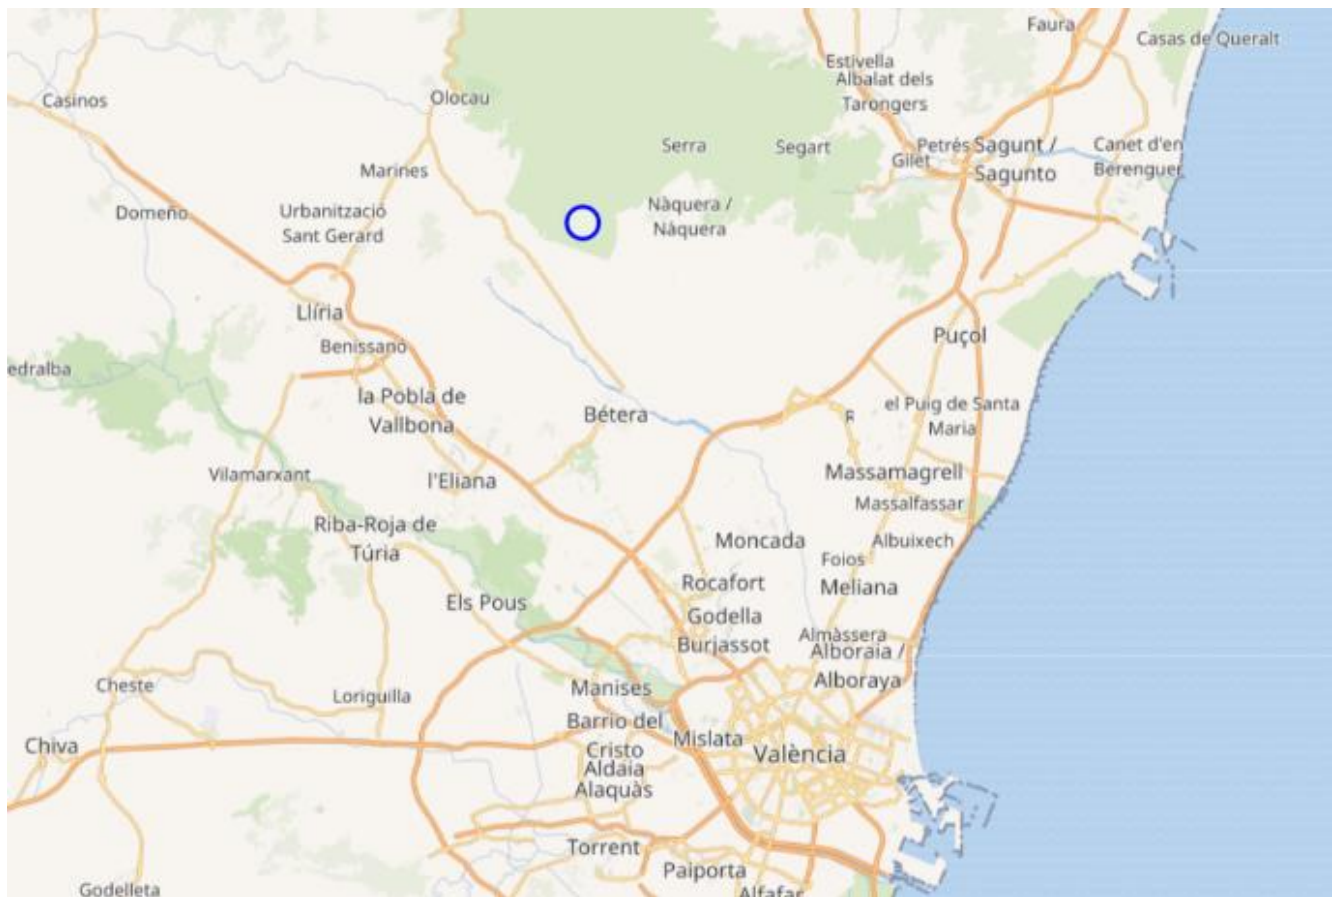 Faura
Casas de Queralt
Estivella
Albalat dels
Tarongers
Casinos
Olocau
Serra
Segart
Petrés
Sagunt /
Sagunto
Gilet
Canet d'en
Berenguer
Marines
Domeño
Urbanització
Sant Gerard
Nàquera /
Nàquera
Llíria
Benissanó
Puçol
edralba
la Pobla de
Vallbona
Bétera
R
el Puig de Santa
Maria
Vilamarxant
l'Eliana
Massamagrell
Massalfassar
Riba-Roja de
Túria
Moncada
Albuixech
Foios
Meliana
Rocafort
Els Pous
Godella
Burjassot
Almàssera
Alboraia /
Alboraya
Cheste
Loriguilla
Manises
Barrio del
Cristo
Mislata
Chiva
València
Aldaia
Alaquàs
Torrent
Paiporta
Godelleta
Alfafar